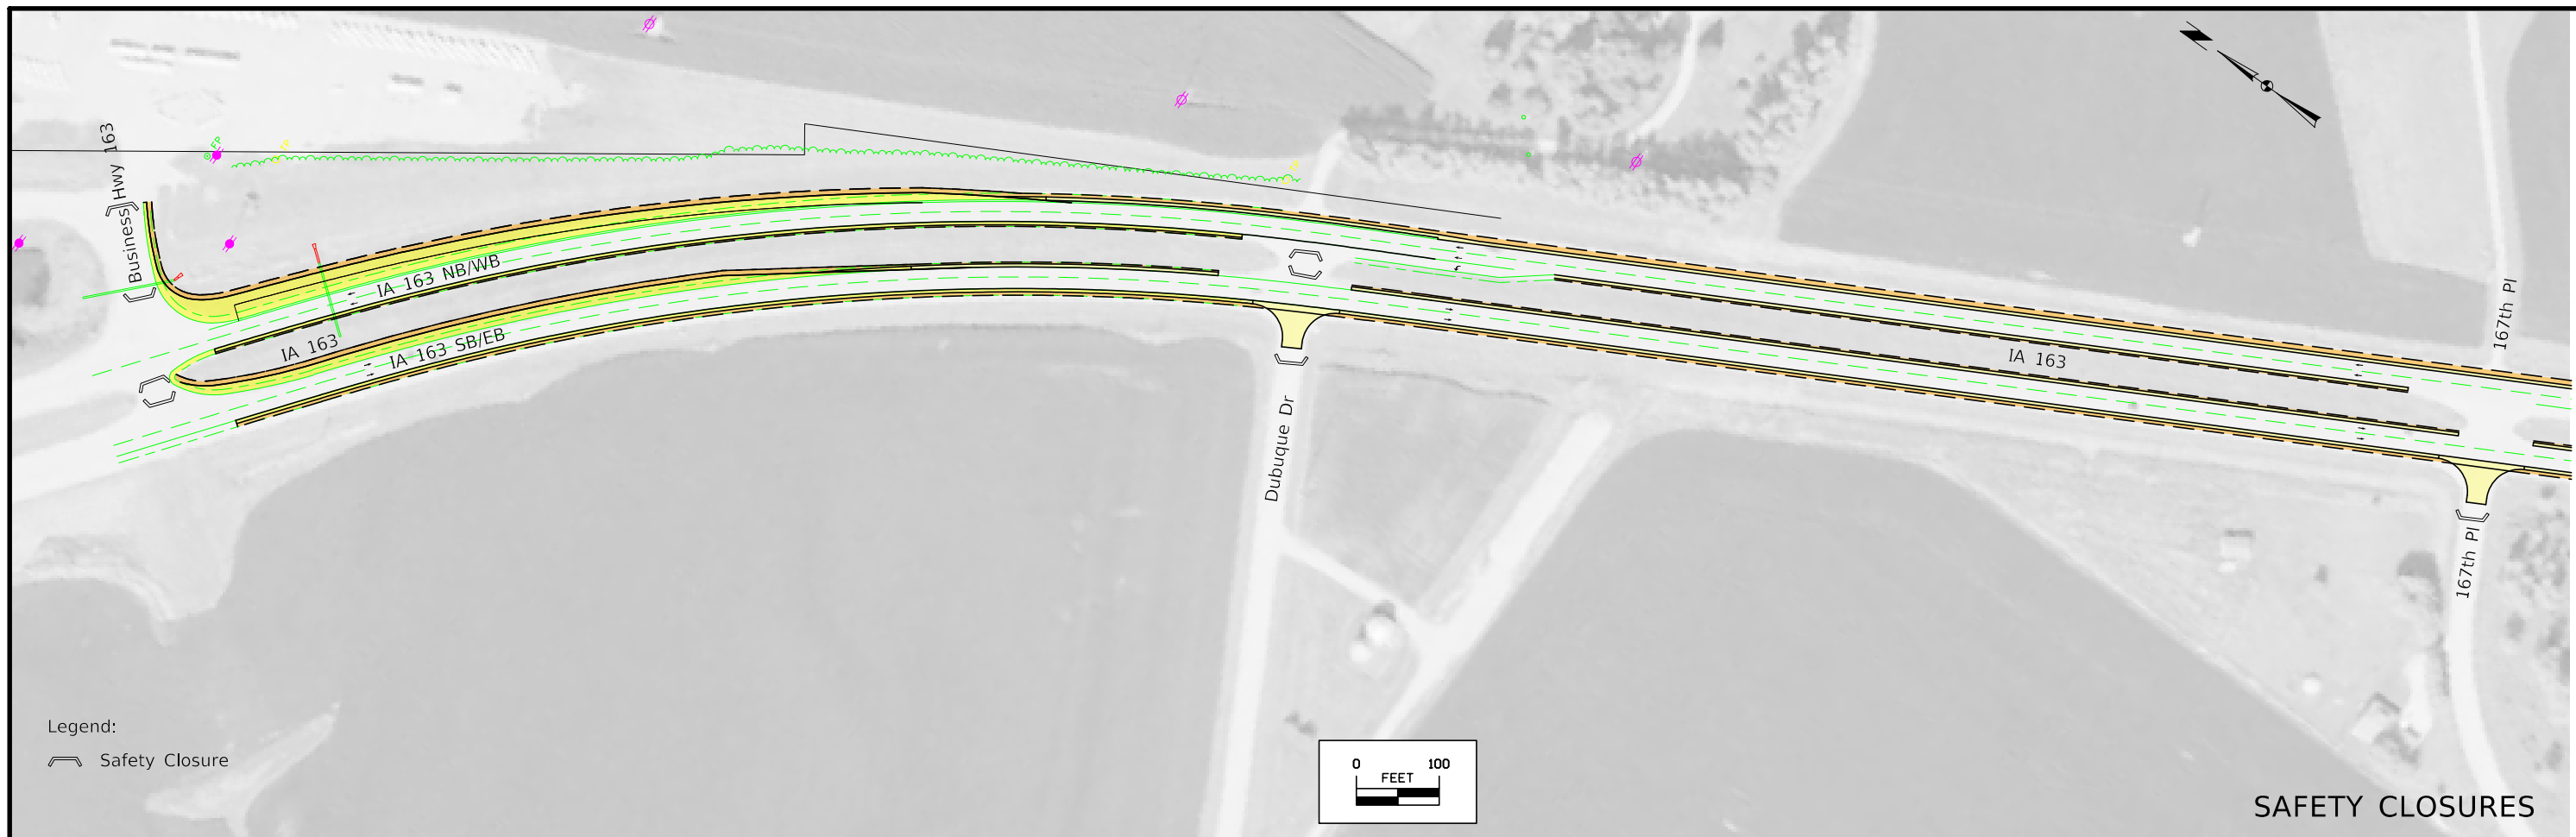 N
Business Hwy 163
FP
IA 163 NB/WB
IA 163
IA 163 SB/EB
Dubuque Dr
IA 163
167th Pl
167th Pl
Legend:
Safety Closure
0 100
FEET
SAFETY CLOSURES